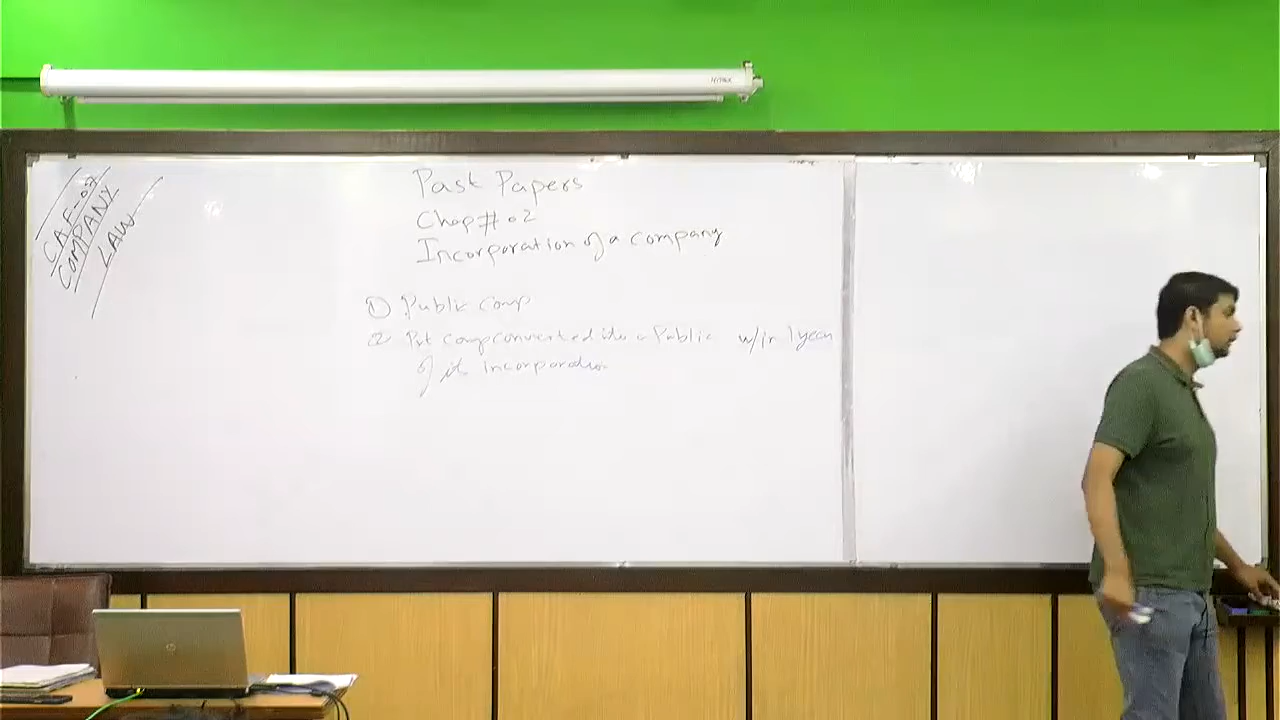 CAF-07
COMPANY
LAW
Past Papers
Chap # 02
Incorporation of a company
① Public comp
② Pvt comp converted into a Public w/in 1 year
of its incorporation